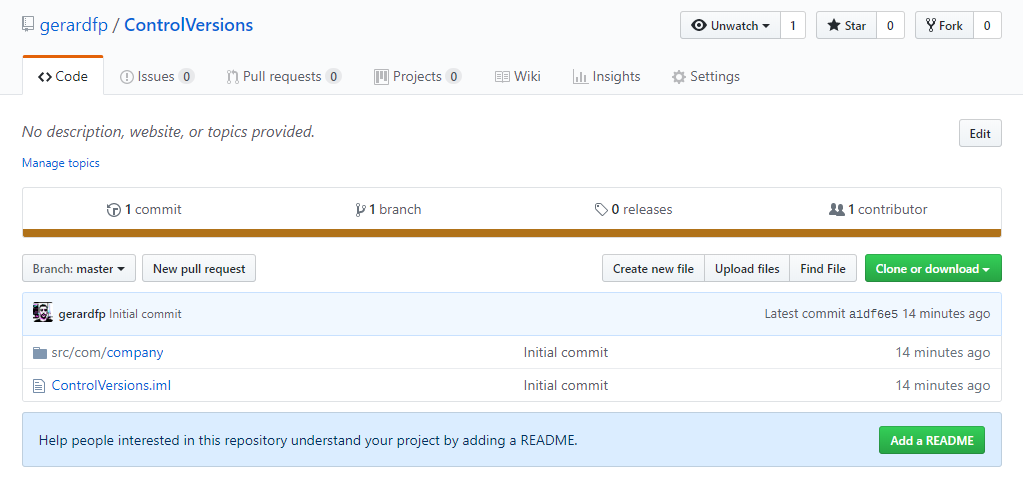 gerardfp / ControlVersions Unwatch 1 Star 0 Fork 0
Code Issues 0 Pull requests 0 Projects 0 Wiki Insights Settings
No description, website, or topics provided. Edit
Manage topics
1 commit 1 branch 0 releases 1 contributor
Branch: master New pull request Create new file Upload files Find File Clone or download
gerardfp Initial commit Latest commit a1df6e5 14 minutes ago
src/com/company Initial commit 14 minutes ago
ControlVersions.iml Initial commit 14 minutes ago
Help people interested in this repository understand your project by adding a README. Add a README